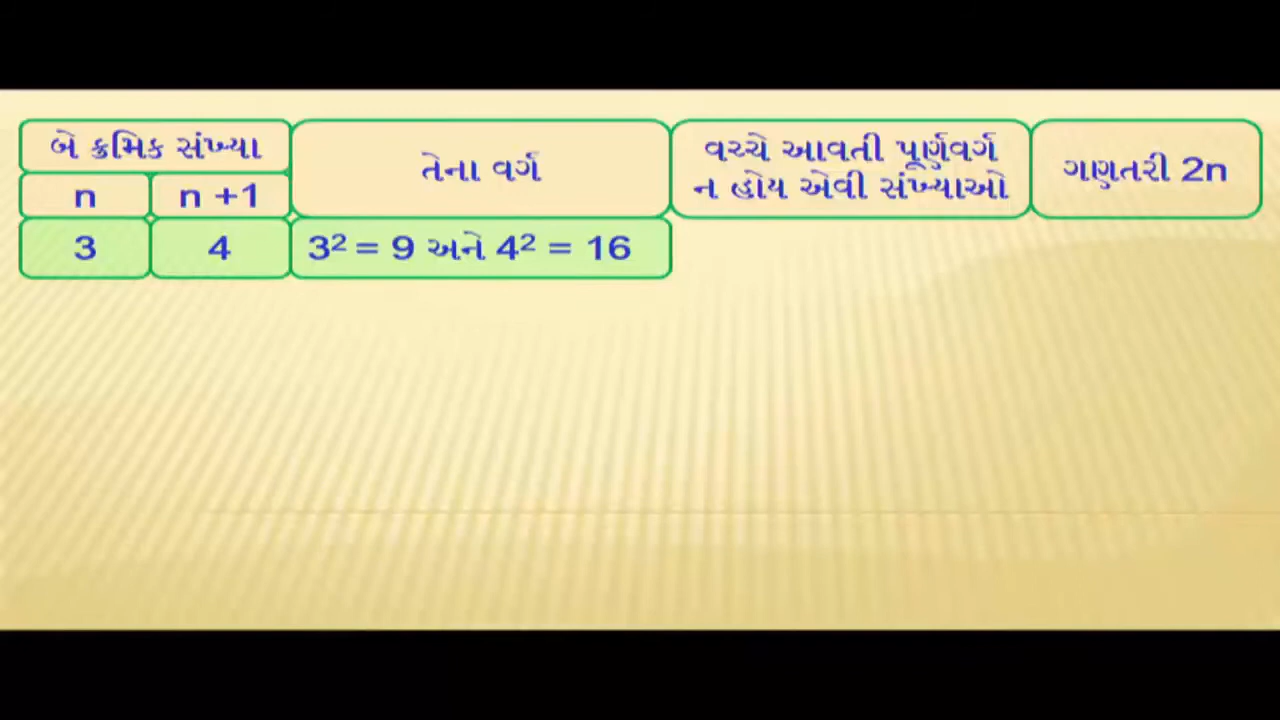 બે ક્રમિક સંખ્યા
n
n +1
તેના વર્ગ
વચ્ચે આવતી પૂર્ણવર્ગ
ન હોય એવી સંખ્યાઓ
ગણતરી 2n
3
4
3² = 9 અને 4² = 16